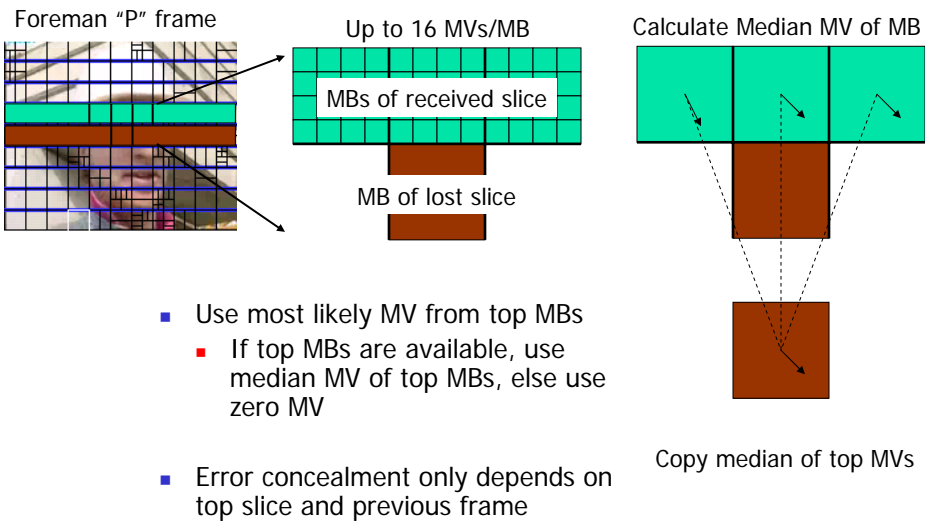 Foreman “P” frame
Up to 16 MVs/MB
Calculate Median MV of MB
MBs of received slice
MB of lost slice
Use most likely MV from top MBs
If top MBs are available, use
median MV of top MBs, else use
zero MV
Copy median of top MVs
Error concealment only depends on
top slice and previous frame